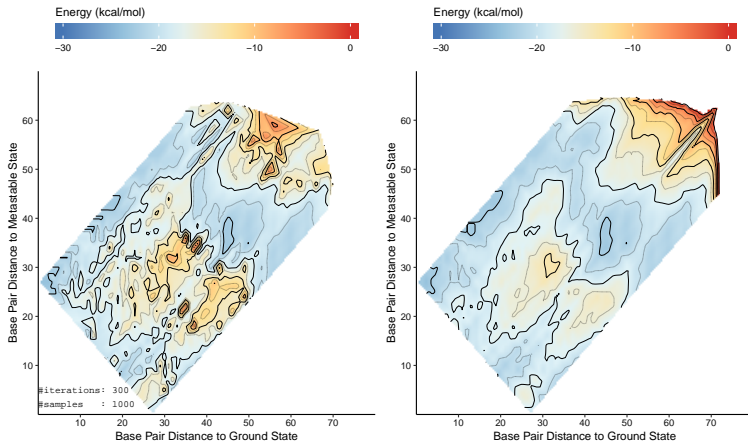 Energy (kcal/mol)
−30 −20 −10 0
Base Pair Distance to Metastable State
60
50
40
30
20
10
#iterations: 300
#samples : 1000
10 20 30 40 50 60 70
Base Pair Distance to Ground State
Energy (kcal/mol)
−30 −20 −10 0
Base Pair Distance to Metastable State
60
50
40
30
20
10
10 20 30 40 50 60 70
Base Pair Distance to Ground State